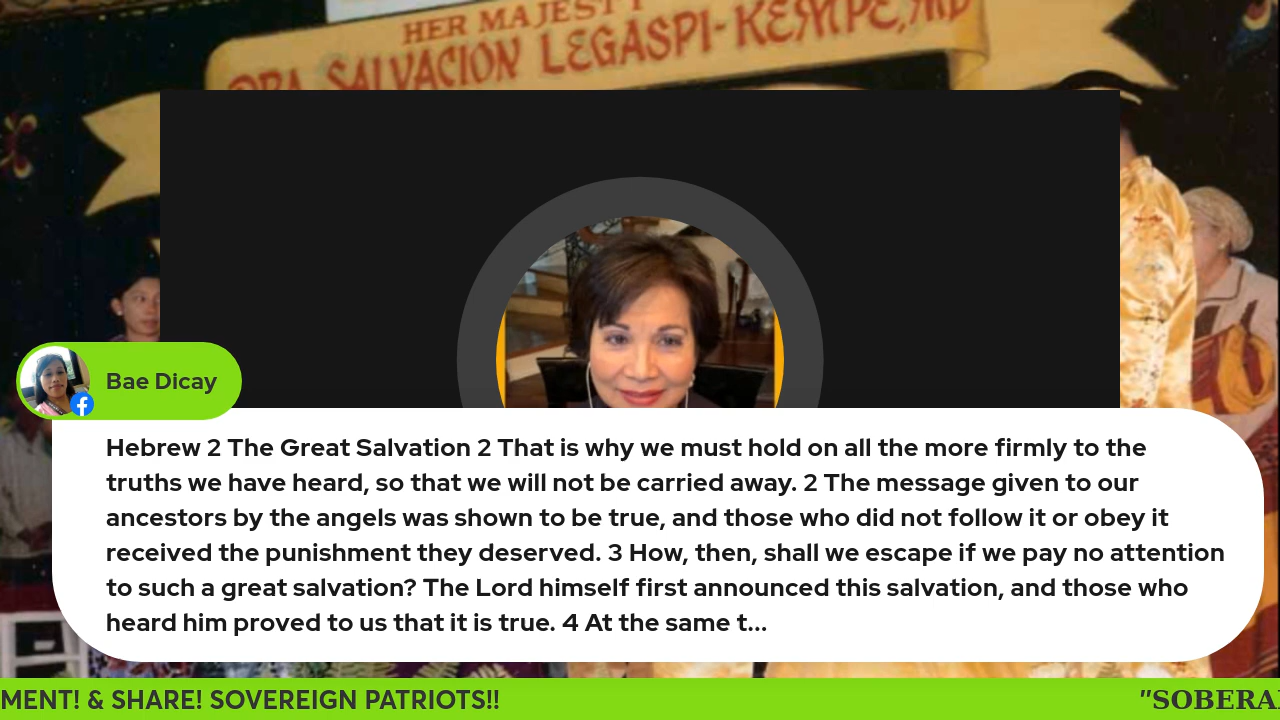 HER MAJESTY
DRA. SALVACION LEGASPI-KEMPE, MD
Bae Dicay
Hebrew 2 The Great Salvation 2 That is why we must hold on all the more firmly to the
truths we have heard, so that we will not be carried away. 2 The message given to our
ancestors by the angels was shown to be true, and those who did not follow it or obey it
received the punishment they deserved. 3 How, then, shall we escape if we pay no attention
to such a great salvation? The Lord himself first announced this salvation, and those who
heard him proved to us that it is true. 4 At the same t...
MENT! & SHARE! SOVEREIGN PATRIOTS!! "SOBERA